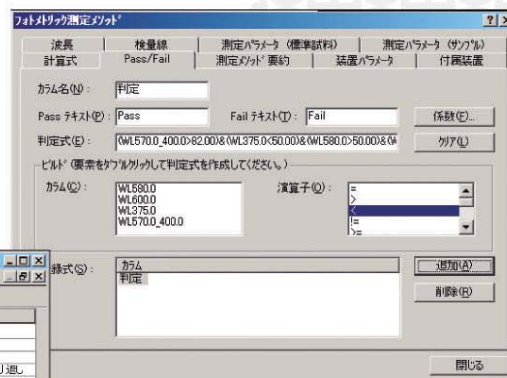 フォトメトリック測定メソッド
波長 検量線 測定パラメータ (標準試料) 測定パラメータ (サンプル)
計算式 Pass/Fail 測定メソッド要約 装置パラメータ 付属装置
カラム名(N): 判定
Pass テキスト(P): Pass Fail テキスト(T): Fail 係数(F)...
判定式(E): (WL570.0_400.0>62.00)&(WL375.0<50.00)&(WL580.0>50.00)&(W クリア(L)
ビルド (要素をダブルクリックして判定式を作成してください。)
カラム(C): WL580.0 演算子(O): =
WL600.0 >
WL375.0 <
WL570.0_400.0 !=
>=
録式(S): カラム 追加(A)
判定 削除(R)
り返し
閉じる